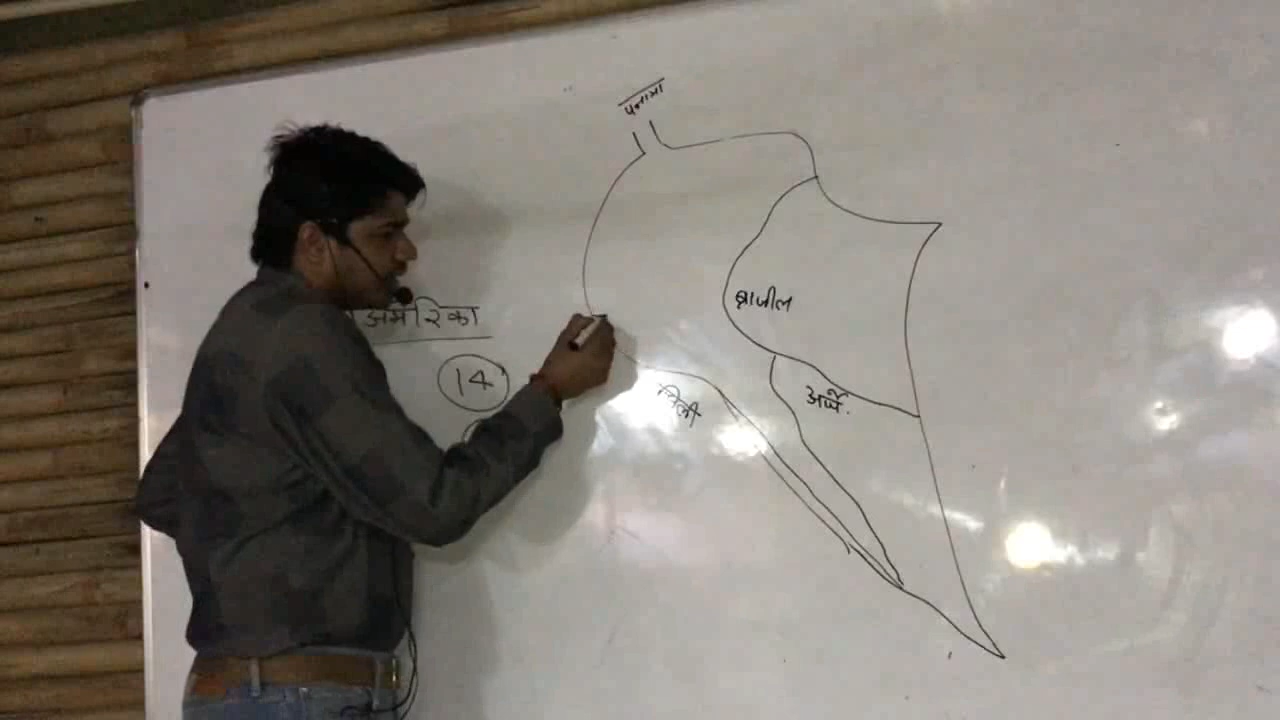 पनामा
ब्राजील
अमेरिका
14
चिली
अर्जे.